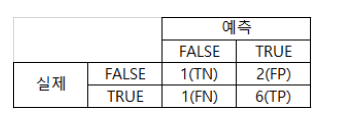 예측
FALSE TRUE
실제 FALSE 1(TN) 2(FP)
TRUE 1(FN) 6(TP)